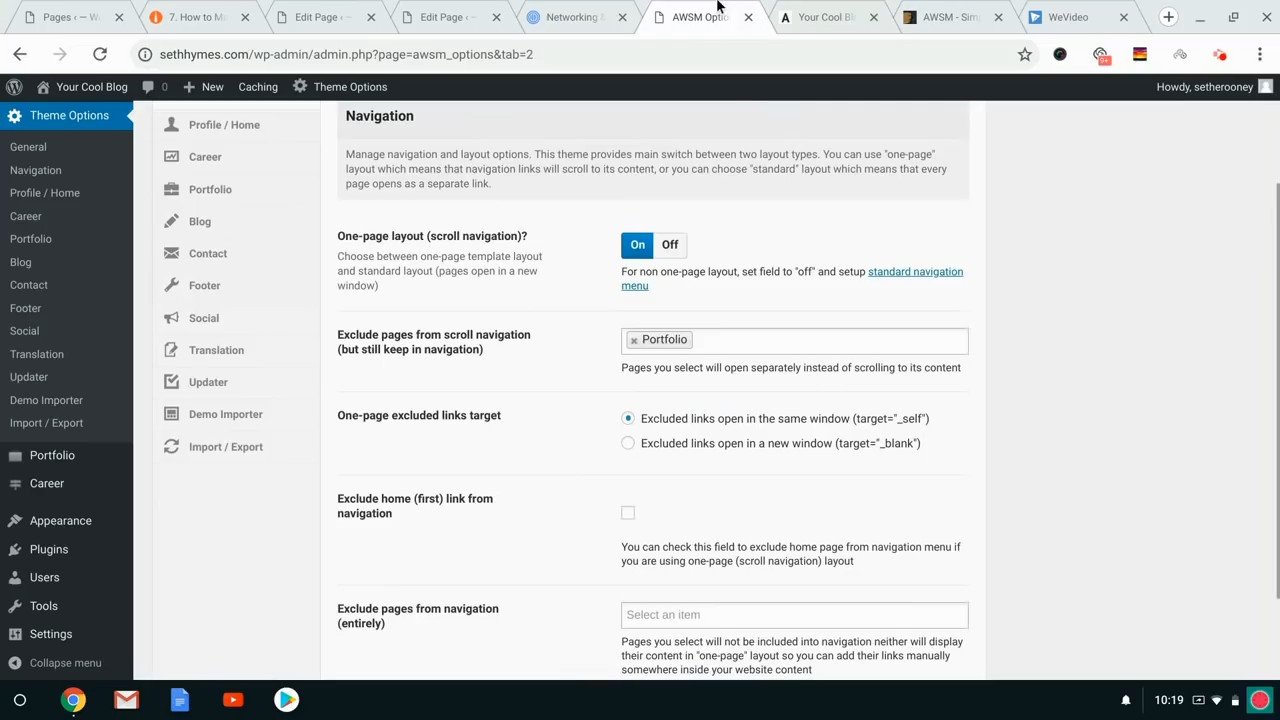 Pages ‹ — W
7. How to Ma
Edit Page ‹
Edit Page ‹
Networking &
AWSM Optio
Your Cool Bl
AWSM - Sim
WeVideo
sethhymes.com/wp-admin/admin.php?page=awsm_options&tab=2
9+
Your Cool Blog
0
New
Caching
Theme Options
Howdy, setherooney
Theme Options
General
Navigation
Profile / Home
Career
Portfolio
Blog
Contact
Footer
Social
Translation
Updater
Demo Importer
Import / Export
Portfolio
Career
Appearance
Plugins
Users
Tools
Settings
Collapse menu
Profile / Home
Career
Portfolio
Blog
Contact
Footer
Social
Translation
Updater
Demo Importer
Import / Export
Navigation
Manage navigation and layout options. This theme provides main switch between two layout types. You can use "one-page"
layout which means that navigation links will scroll to its content, or you can choose "standard" layout which means that every
page opens as a separate link.
One-page layout (scroll navigation)?
Choose between one-page template layout
and standard layout (pages open in a new
window)
On
Off
For non one-page layout, set field to "off" and setup standard navigation
menu
Exclude pages from scroll navigation
(but still keep in navigation)
Portfolio
Pages you select will open separately instead of scrolling to its content
One-page excluded links target
Excluded links open in the same window (target="_self")
Excluded links open in a new window (target="_blank")
Exclude home (first) link from
navigation
You can check this field to exclude home page from navigation menu if
you are using one-page (scroll navigation) layout
Exclude pages from navigation
(entirely)
Select an item
Pages you select will not be included into navigation neither will display
their content in "one-page" layout so you can add their links manually
somewhere inside your website content
10:19